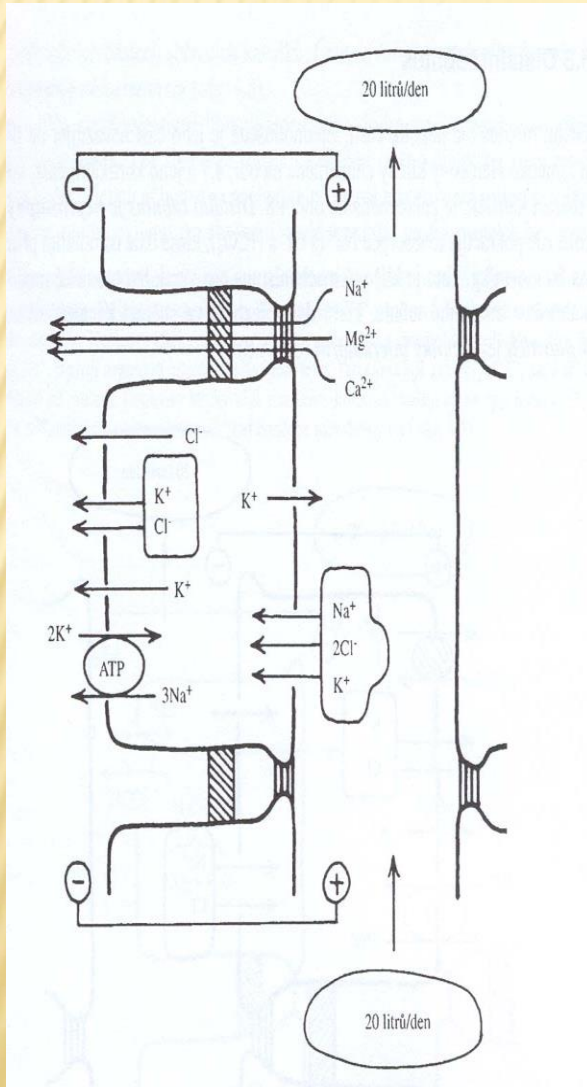 20 litrů/den
−
+
Na⁺
Mg²⁺
Ca²⁺
Cl⁻
K⁺
Cl⁻
K⁺
K⁺
Na⁺
2Cl⁻
K⁺
2K⁺
ATP
3Na⁺
−
+
20 litrů/den